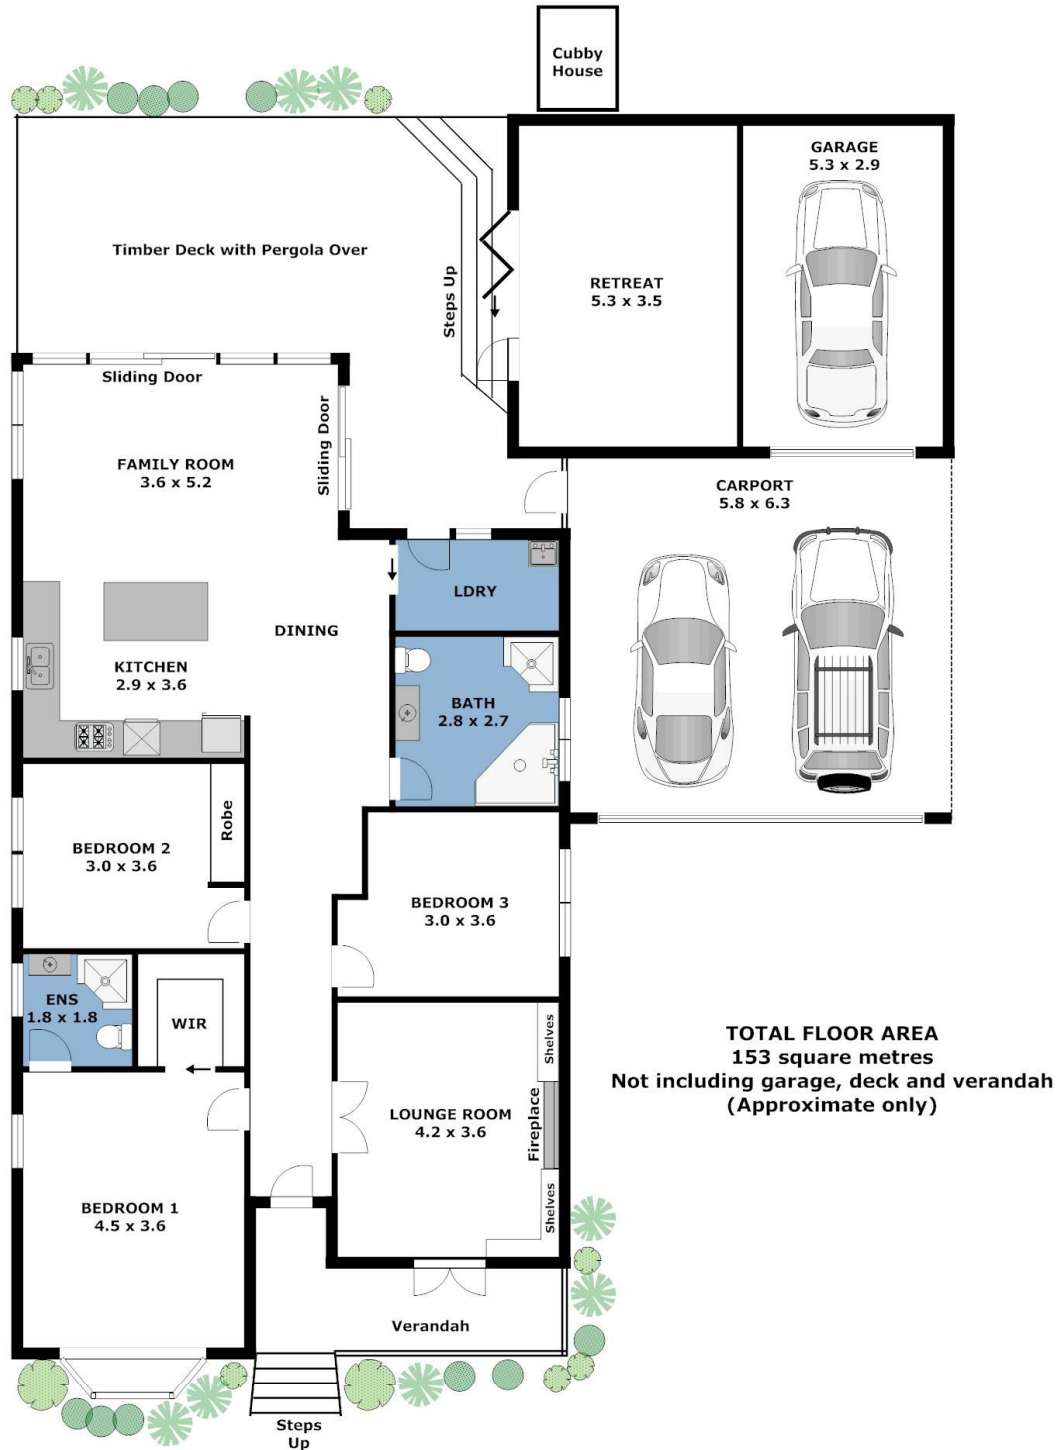 Cubby
House
GARAGE
5.3 x 2.9
Timber Deck with Pergola Over
Steps Up
RETREAT
5.3 x 3.5
Sliding Door
Sliding Door
FAMILY ROOM
3.6 x 5.2
CARPORT
5.8 x 6.3
LDRY
DINING
KITCHEN
2.9 x 3.6
BATH
2.8 x 2.7
Robe
BEDROOM 2
3.0 x 3.6
BEDROOM 3
3.0 x 3.6
ENS
1.8 x 1.8
WIR
Shelves
LOUNGE ROOM
4.2 x 3.6
Fireplace
Shelves
TOTAL FLOOR AREA
153 square metres
Not including garage, deck and verandah
(Approximate only)
BEDROOM 1
4.5 x 3.6
Verandah
Steps
Up